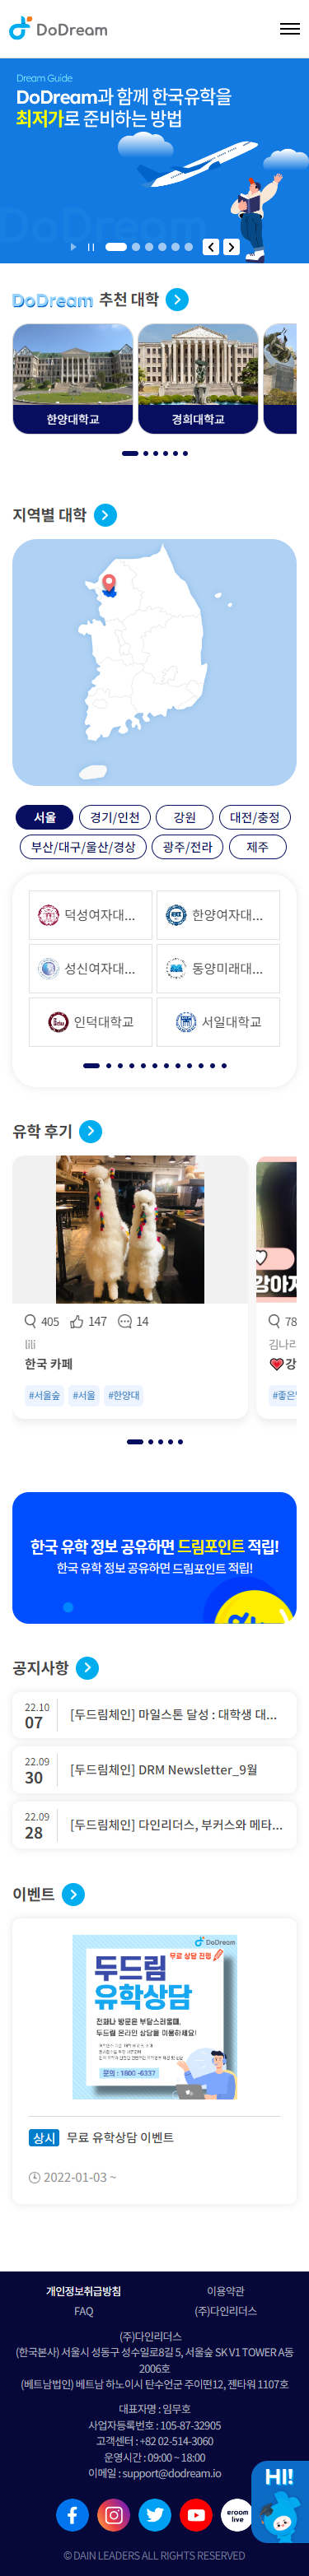 DoDream
Dream Guide
DoDream과 함께 한국유학을
최저가로 준비하는 방법
DoDream
DoDream 추천 대학
한양대학교
경희대학교
지역별 대학
서울
경기/인천
강원
대전/충청
부산/대구/울산/경상
광주/전라
제주
덕성여자대...
한양여자대...
성신여자대...
동양미래대...
인덕대학교
서일대학교
유학 후기
405
147
14
한국 카페
#서울숲
#서울
#한양대
78
김나리
강
#좋은
강아지
한국 유학 정보 공유하면 드림포인트 적립!
한국 유학 정보 공유하면 드림포인트 적립!
공지사항
22.10
07
[두드림체인] 마일스톤 달성 : 대학생 대...
22.09
30
[두드림체인] DRM Newsletter_9월
22.09
28
[두드림체인] 다인리더스, 부커스와 메타...
이벤트
DoDream
무료 상담 진행
두드림
유학상담
전화나 방문은 부담스러울때,
두드림 온라인 상담을 이용하세요!
문의 : 1800-6337
상시
무료 유학상담 이벤트
2022-01-03 ~
개인정보취급방침
이용약관
FAQ
(주)다인리더스
(주)다인리더스
(한국본사) 서울시 성동구 성수일로8길 5, 서울숲 SK V1 TOWER A동
2006호
(베트남법인) 베트남 하노이시 탄수언군 주이떤12, 젠타워 1107호
대표자명 : 임무호
사업자등록번호 : 105-87-32905
고객센터 : +82 02-514-3060
운영시간 : 09:00 ~ 18:00
이메일 : support@dodream.io
eroom
live
HI!
© DAIN LEADERS ALL RIGHTS RESERVED